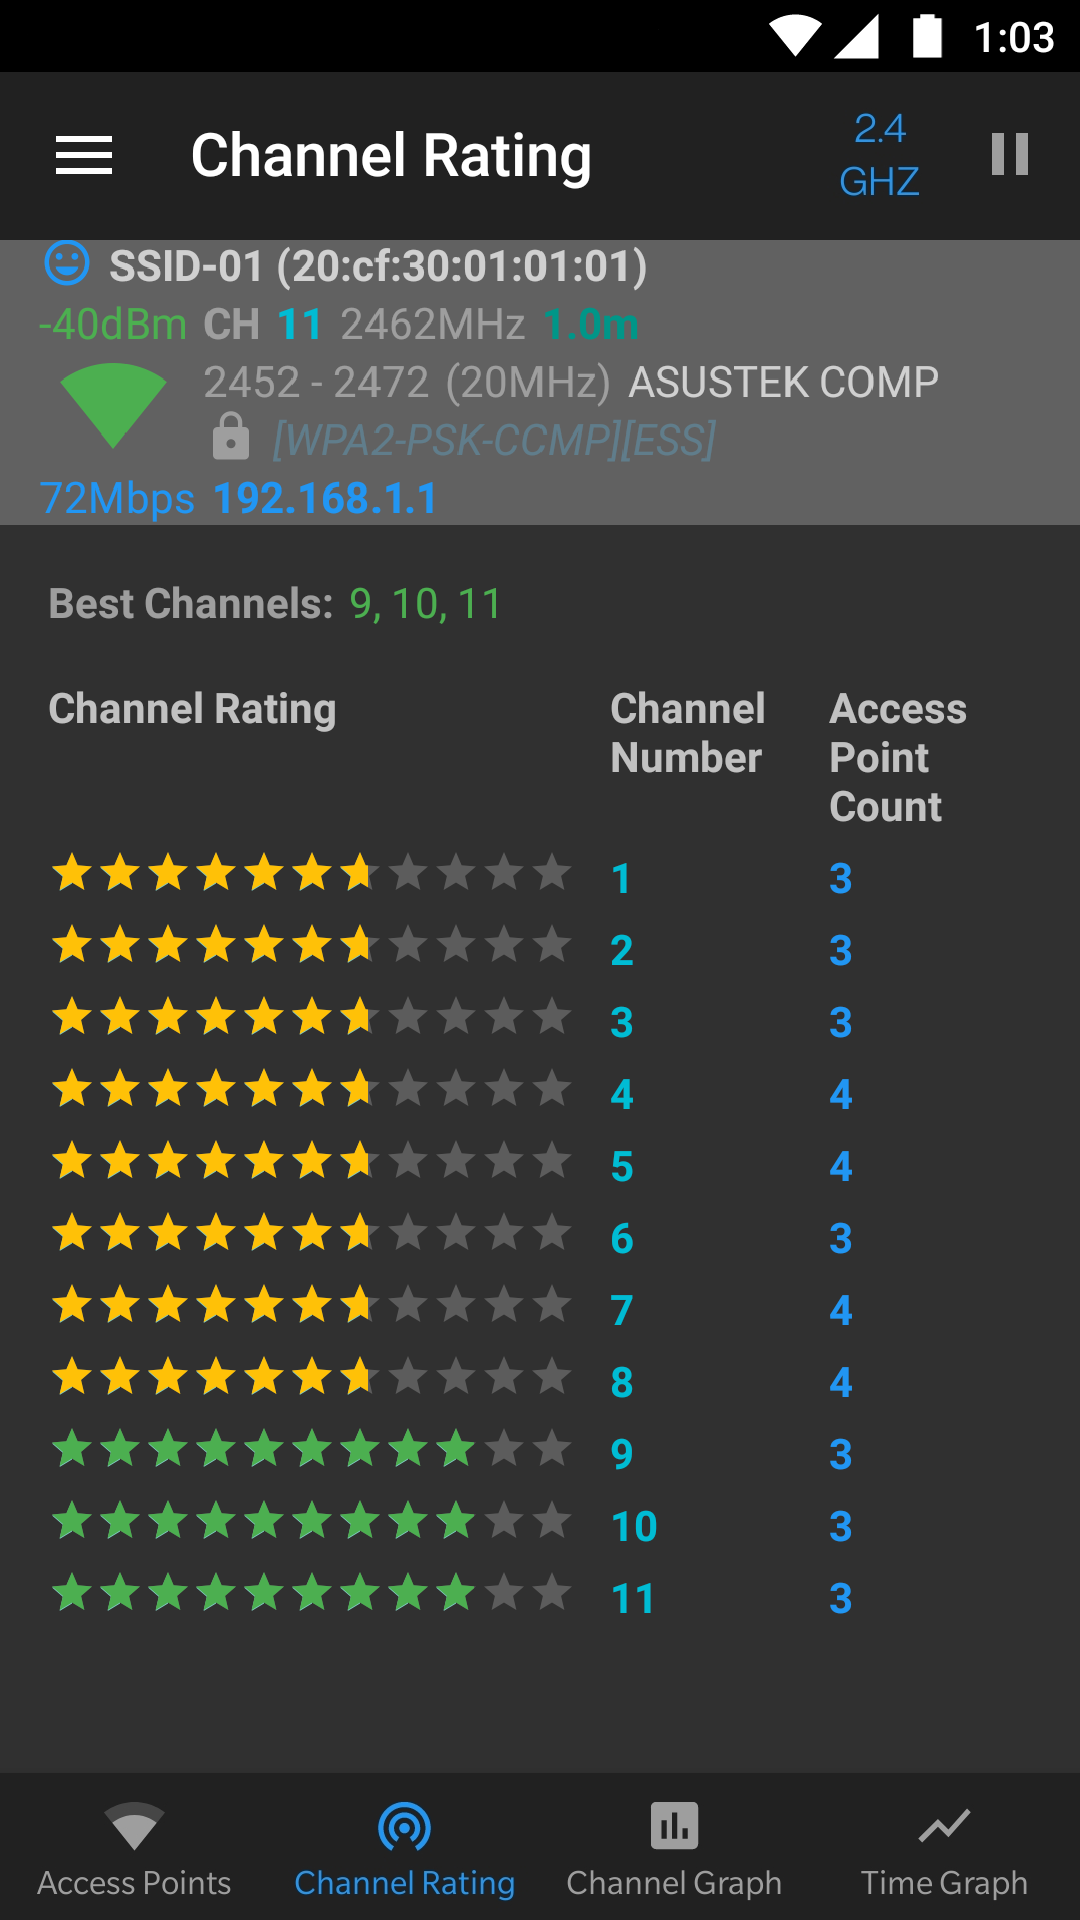 1:03
Channel Rating
2.4
GHZ
SSID-01 (20:cf:30:01:01:01)
-40dBm CH 11 2462MHz 1.0m
2452 - 2472 (20MHz) ASUSTEK COMP
[WPA2-PSK-CCMP][ESS]
72Mbps 192.168.1.1
Best Channels: 9, 10, 11
Channel Rating
Channel
Number
Access
Point
Count
1 3
2 3
3 3
4 4
5 4
6 3
7 4
8 4
9 3
10 3
11 3
Access Points
Channel Rating
Channel Graph
Time Graph